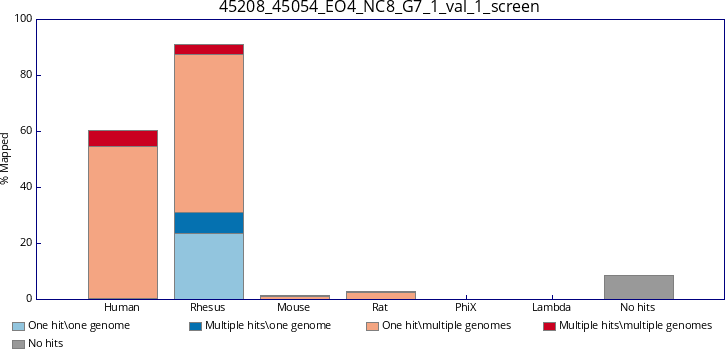 45208_45054_EO4_NC8_G7_1_val_1_screen
100
80
60
40
20
0
% Mapped
Human Rhesus Mouse Rat PhiX Lambda No hits
One hit\one genome Multiple hits\one genome One hit\multiple genomes Multiple hits\multiple genomes
No hits